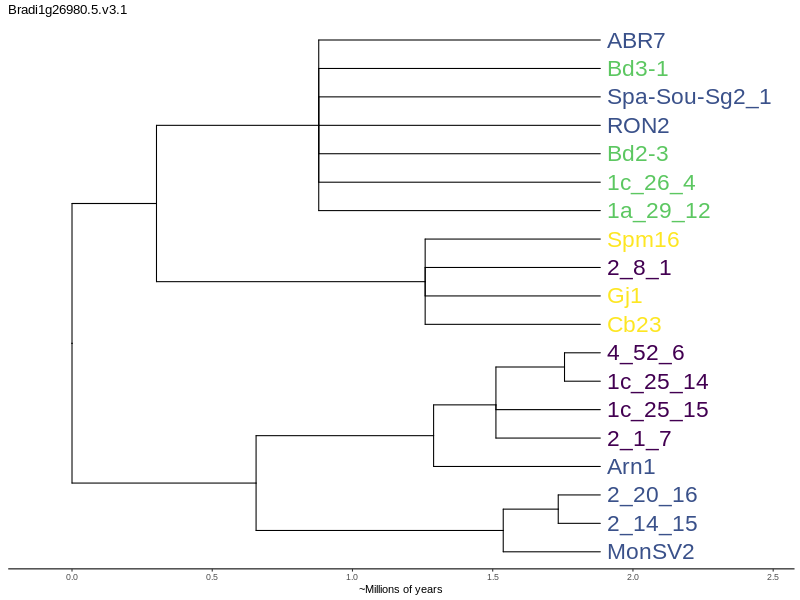 Bradi1g26980.5.v3.1
ABR7
Bd3-1
Spa-Sou-Sg2_1
RON2
Bd2-3
1c_26_4
1a_29_12
Spm16
2_8_1
Gj1
Cb23
4_52_6
1c_25_14
1c_25_15
2_1_7
Arn1
2_20_16
2_14_15
MonSV2
0.0 0.5 1.0 1.5 2.0 2.5
~Millions of years